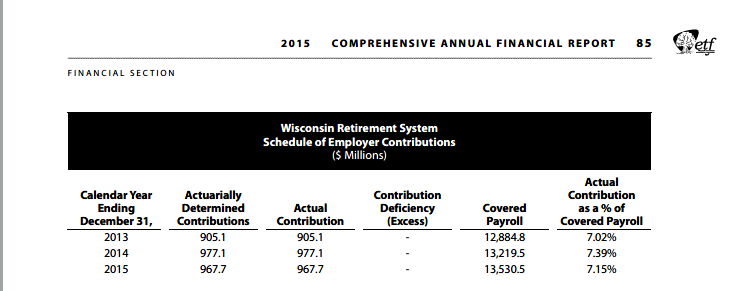 2015 COMPREHENSIVE ANNUAL FINANCIAL REPORT 85 etf
FINANCIAL SECTION
Wisconsin Retirement System
Schedule of Employer Contributions
($ Millions)
Calendar Year Ending December 31, Actuarially Determined Contributions Actual Contribution Contribution Deficiency (Excess) Covered Payroll Actual Contribution as a % of Covered Payroll
2013 905.1 905.1 - 12,884.8 7.02%
2014 977.1 977.1 - 13,219.5 7.39%
2015 967.7 967.7 - 13,530.5 7.15%